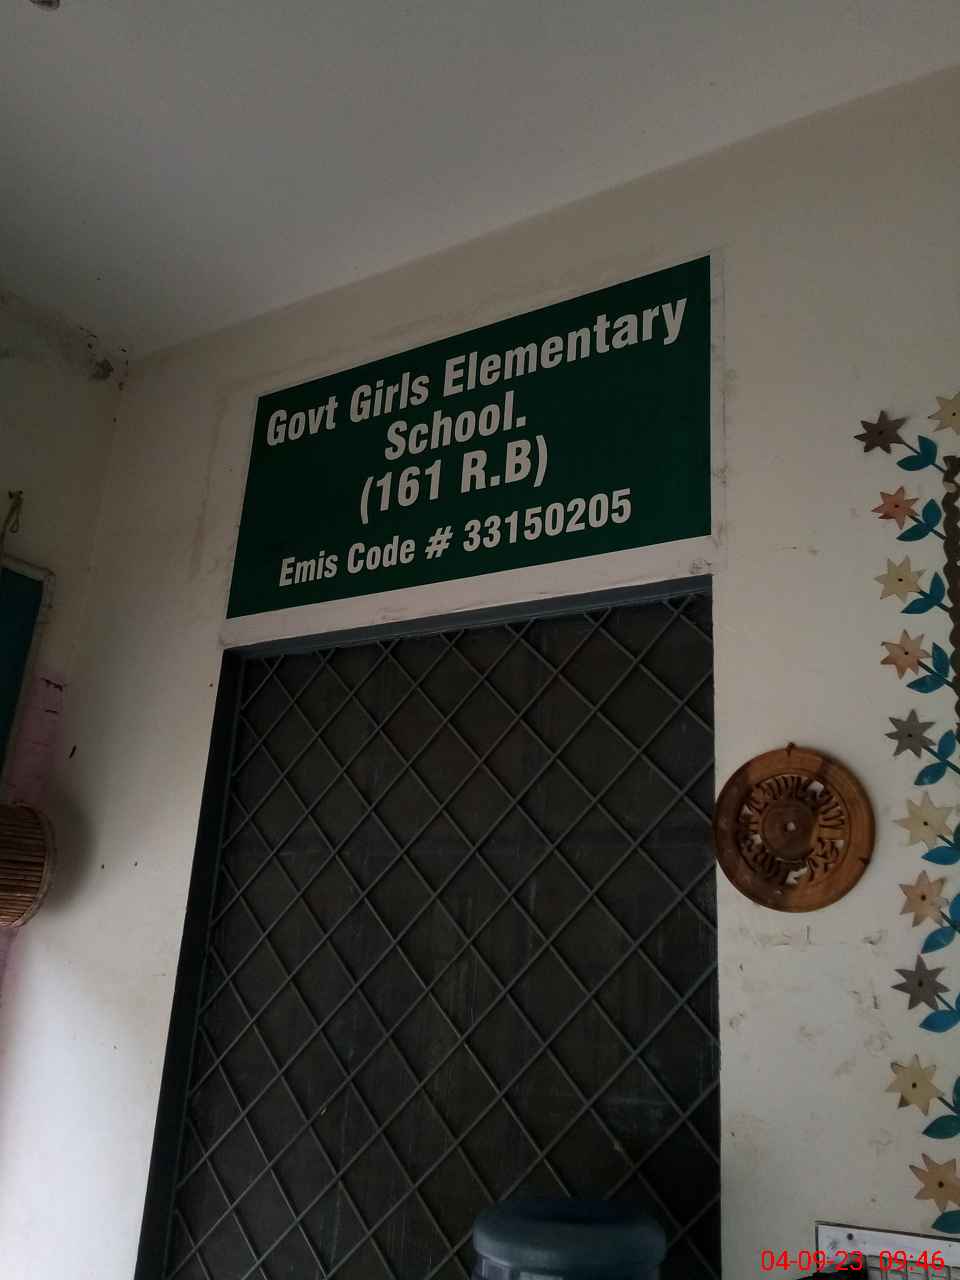 Govt Girls Elementary
School.
(161 R.B)
Emis Code # 33150205
04-09-23 09:46